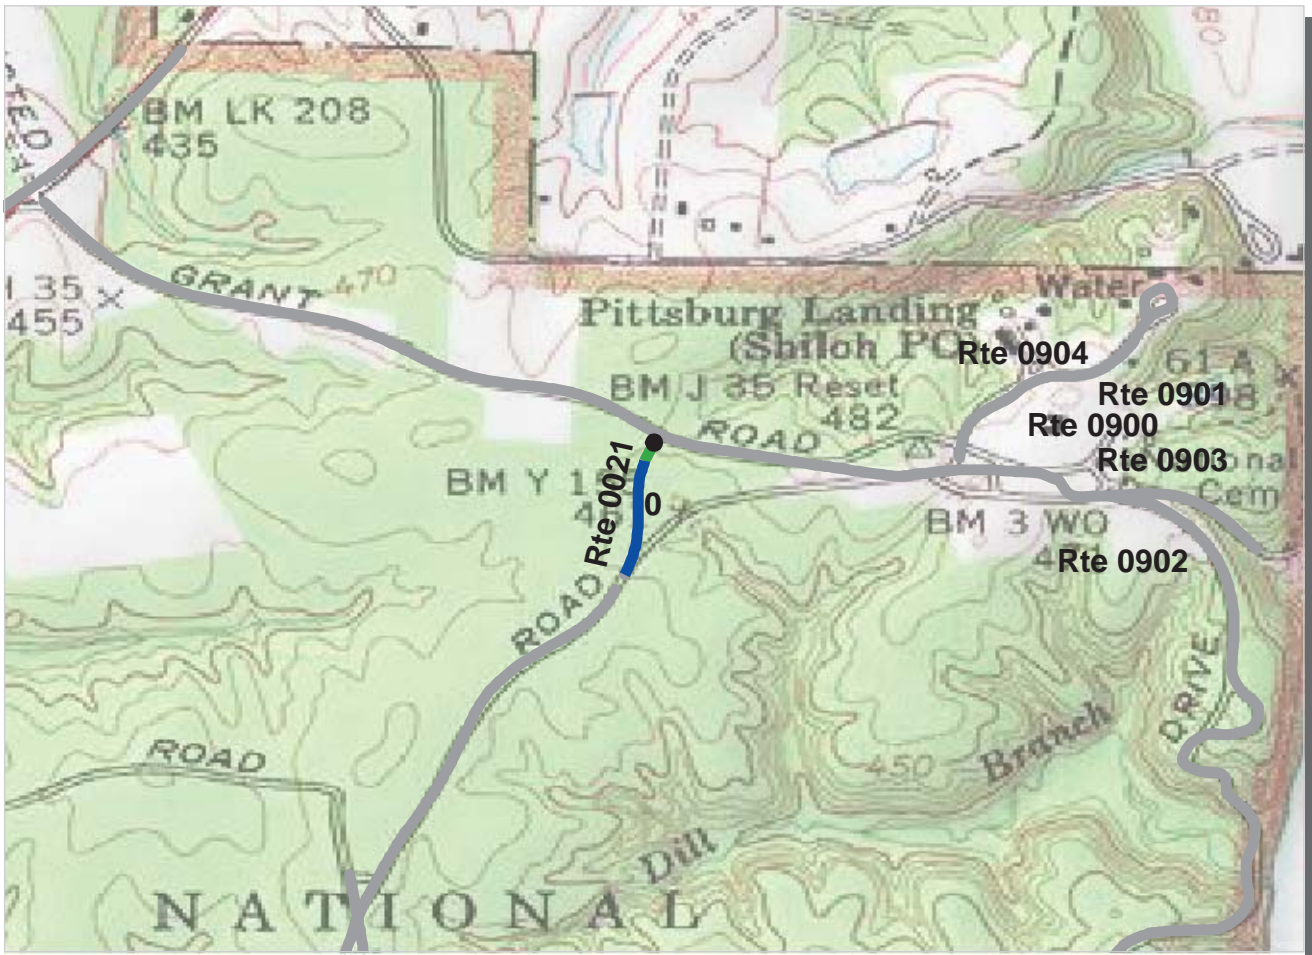 BM LK 208
435
GRANT
470
35
455
Water
Pittsburg Landing
(Shiloh PO)
Rte 0904
61 A
BM J 35 Reset
482
Rte 0901
Rte 0900
ROAD
Rte 0903
BM Y
Rte 0021
0
Cem
BM 3 WO
Rte 0902
ROAD
DRIVE
Branch
450
ROAD
Dill
NATIONAL